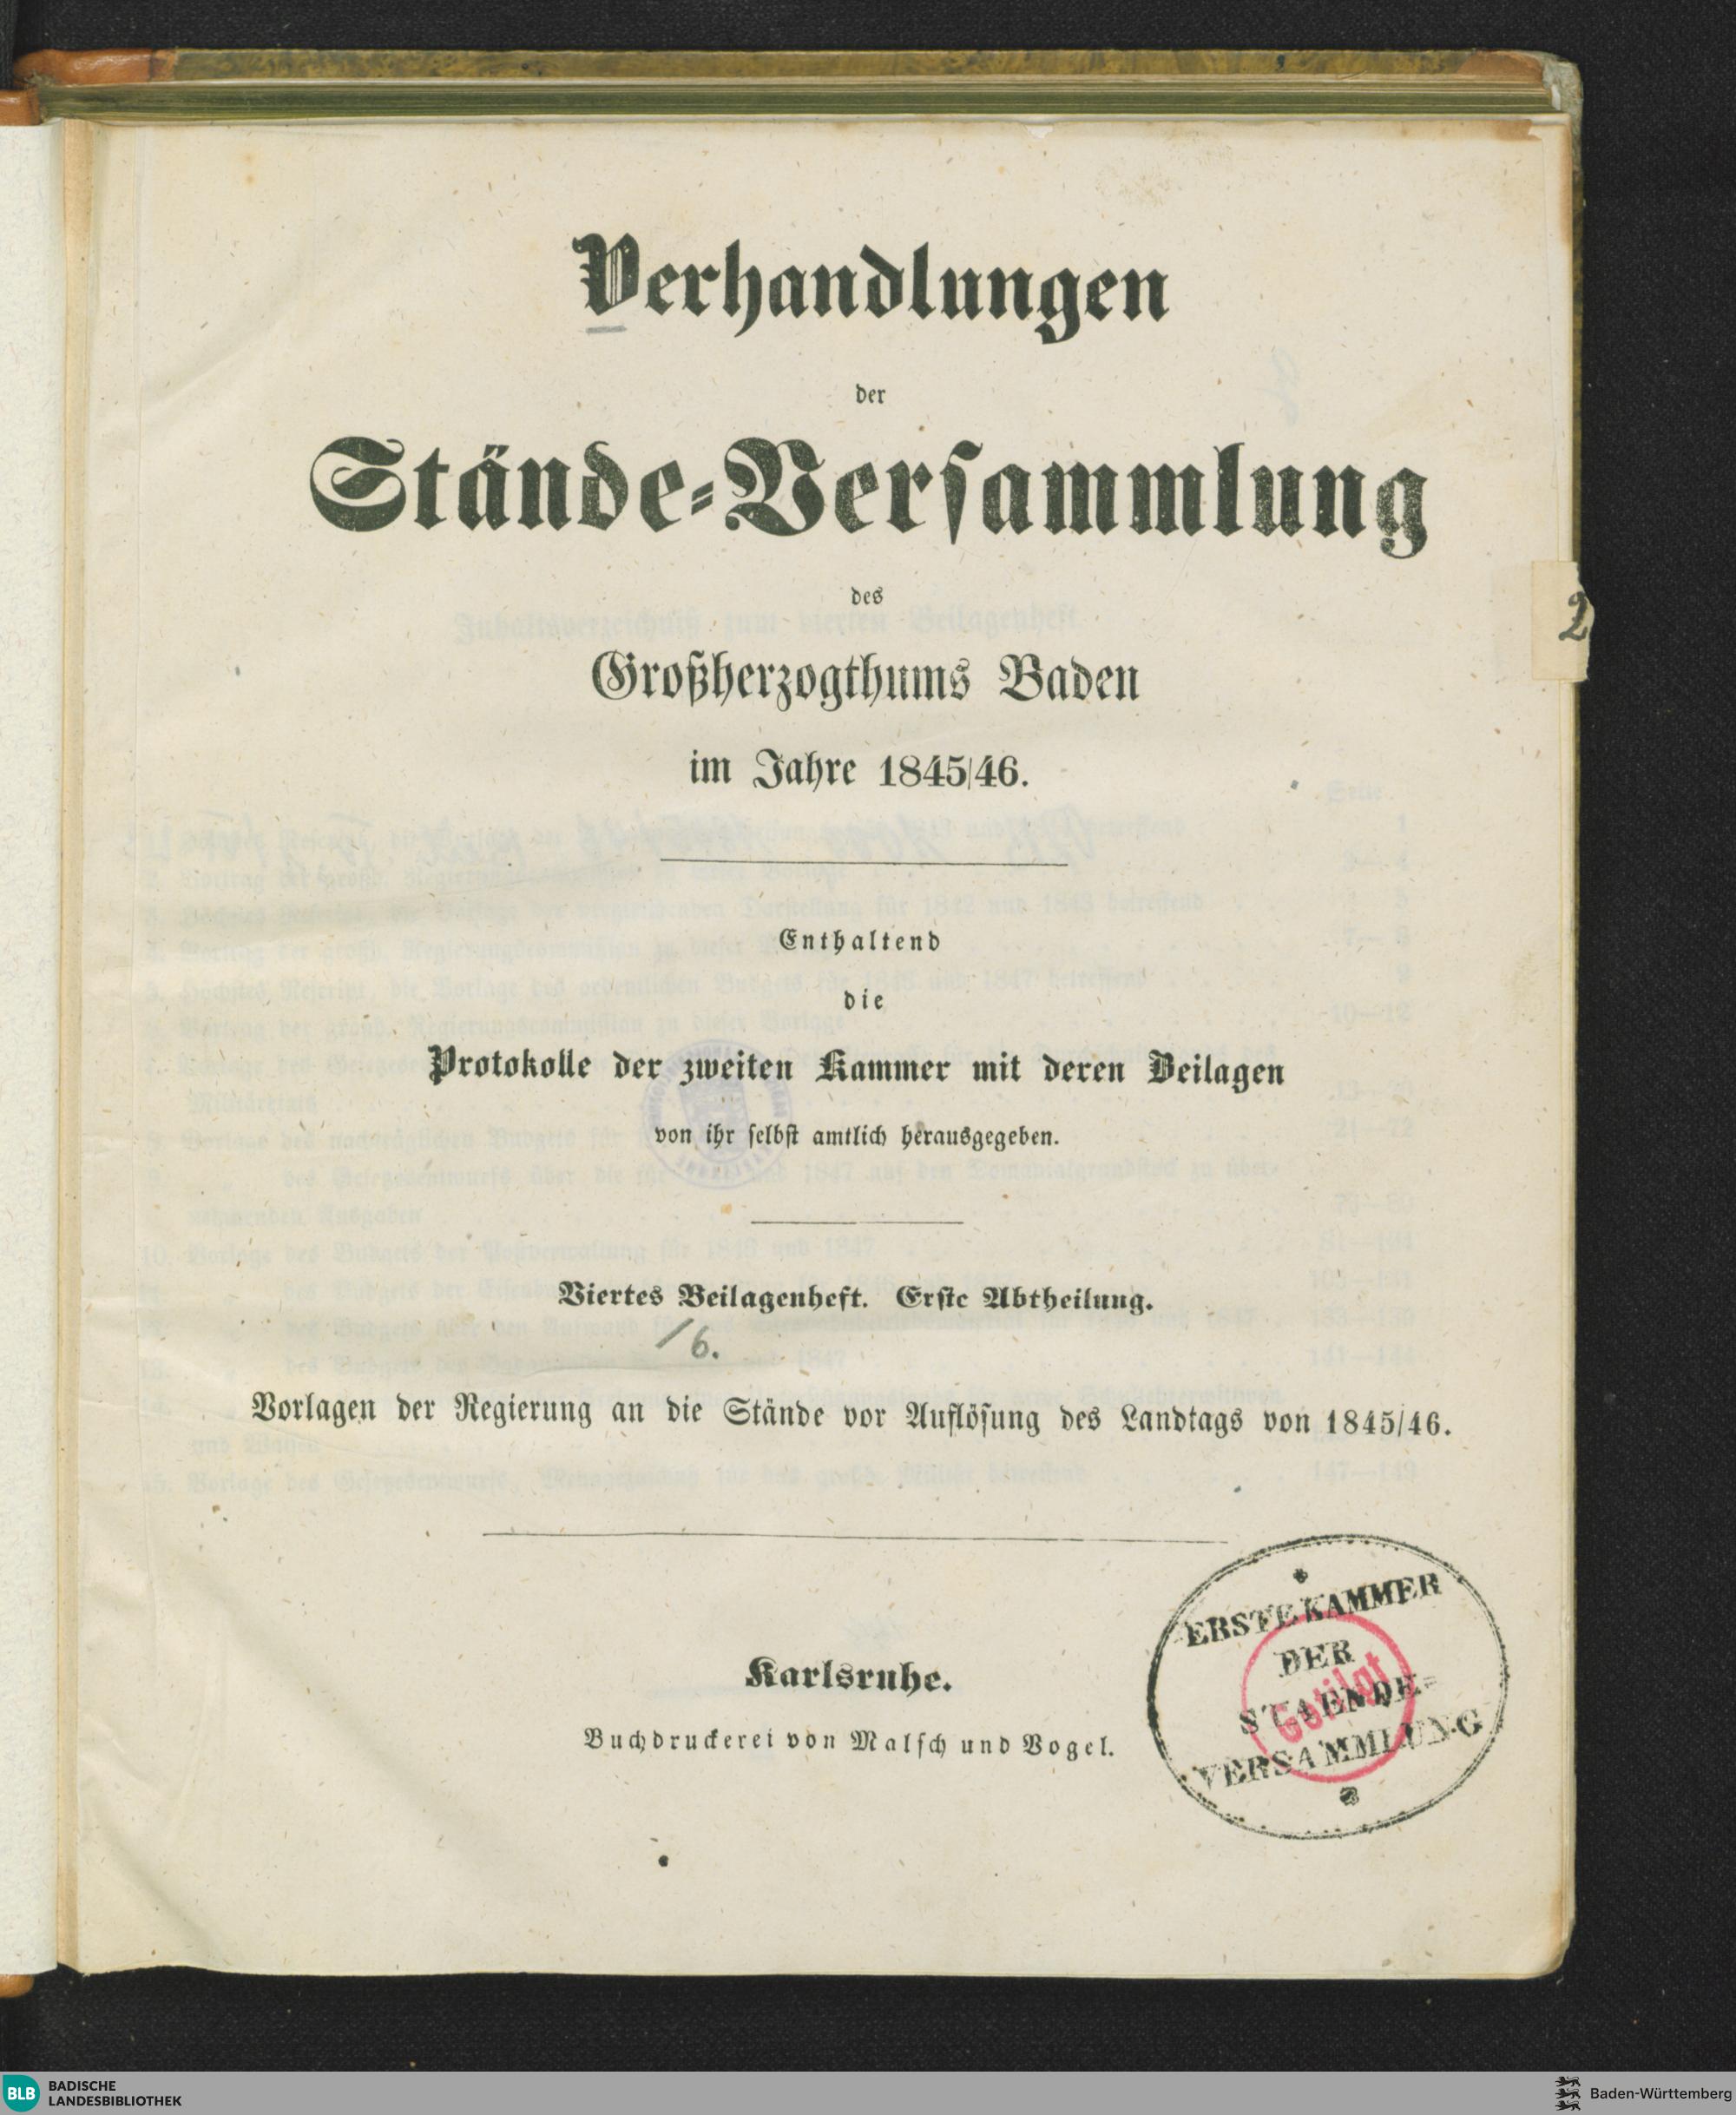 Verhandlungen
der
Stände-Versammlung
des
Großherzogthums Baden
im Jahre 1845/46.
Enthaltend
die
Protokolle der zweiten Kammer mit deren Beilagen
von ihr selbst amtlich herausgegeben.
Viertes Beilagenheft. Erste Abtheilung.
/ 6.
Vorlagen der Regierung an die Stände vor Auflösung des Landtags von 1845/46.
Karlsruhe.
Buchdruckerei von Malsch und Vogel.
ERSTE KAMMER
DER
STAENDE=
VERSAMMLUNG
Getilgt
2
BLB BADISCHE
LANDESBIBLIOTHEK
Baden-Württemberg